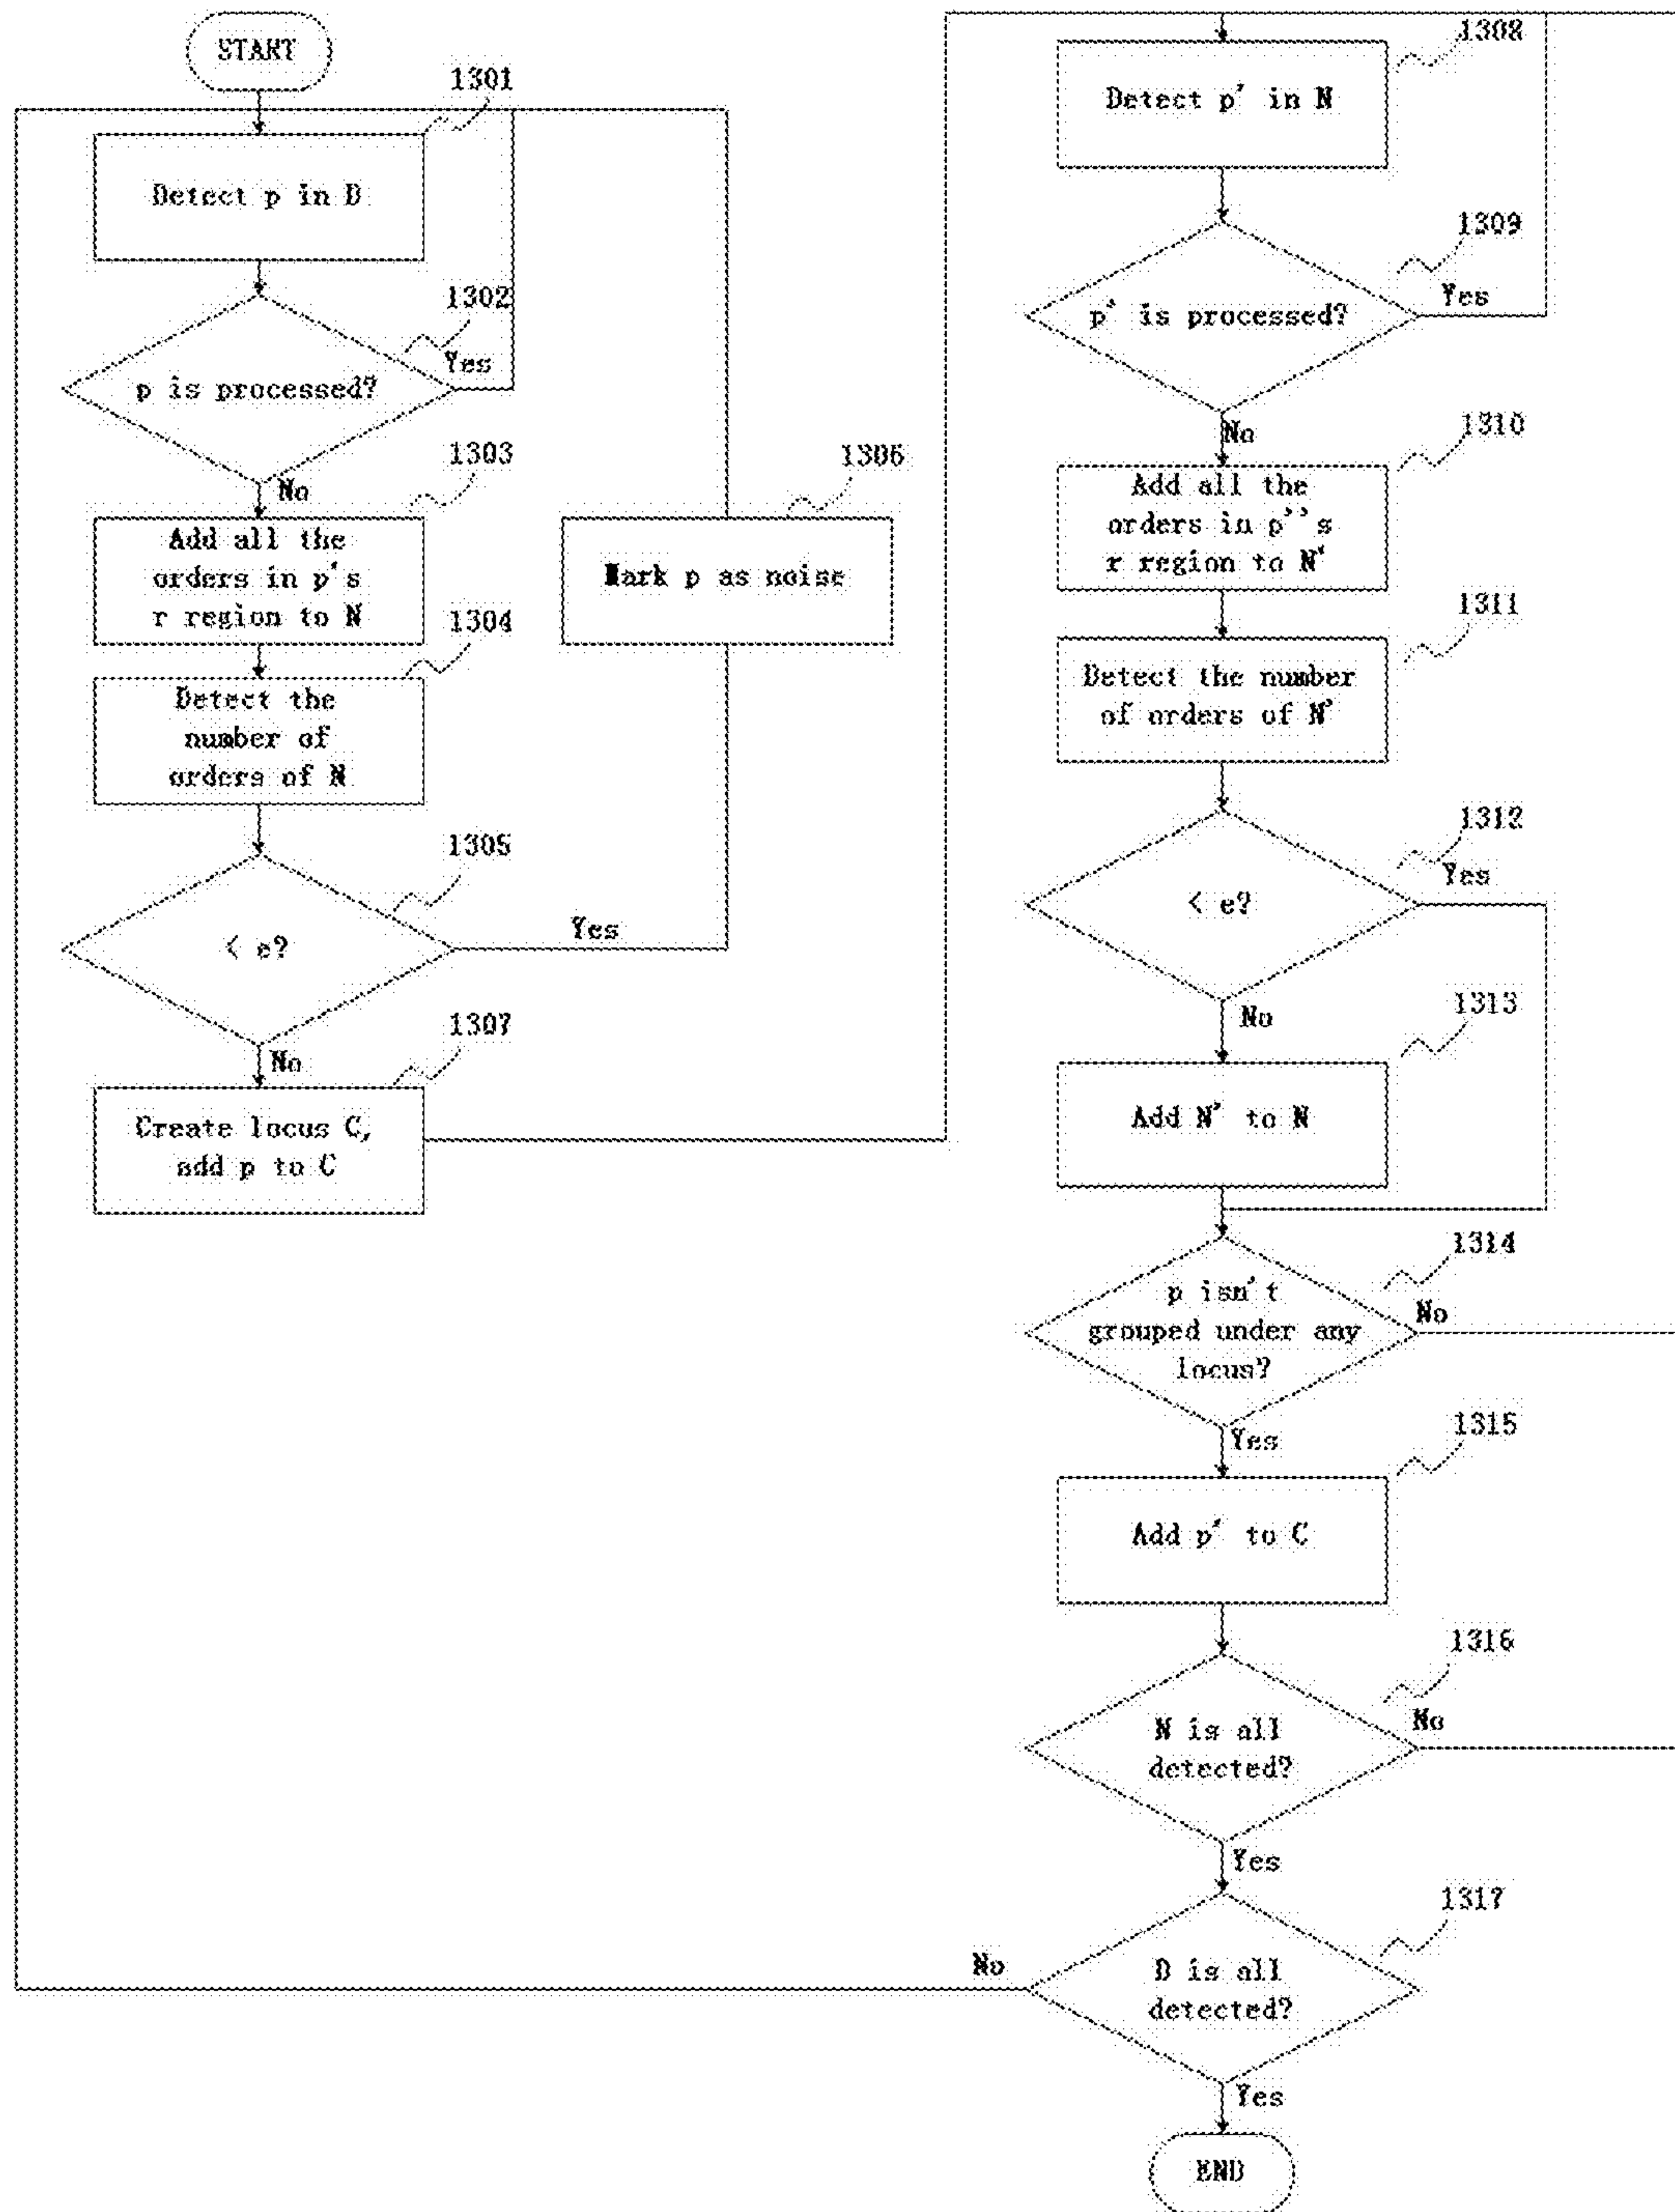 START
1301
Detect p in D
1302
Yes
p is processed?
No
1303
Add all the
orders in p's
r region to N
1304
Detect the
number of
orders of N
1305
< e?
Yes
1306
Mark p as noise
No
1307
Create locus C,
add p to C
1308
Detect p' in N
1309
Yes
p' is processed?
No
1310
Add all the
orders in p''s
r region to N'
1311
Detect the number
of orders of N'
1312
Yes
< e?
No
1313
Add N' to N
1314
p isn't
grouped under any
locus?
No
Yes
1315
Add p' to C
1316
N is all
detected?
No
Yes
1317
D is all
detected?
No
Yes
END